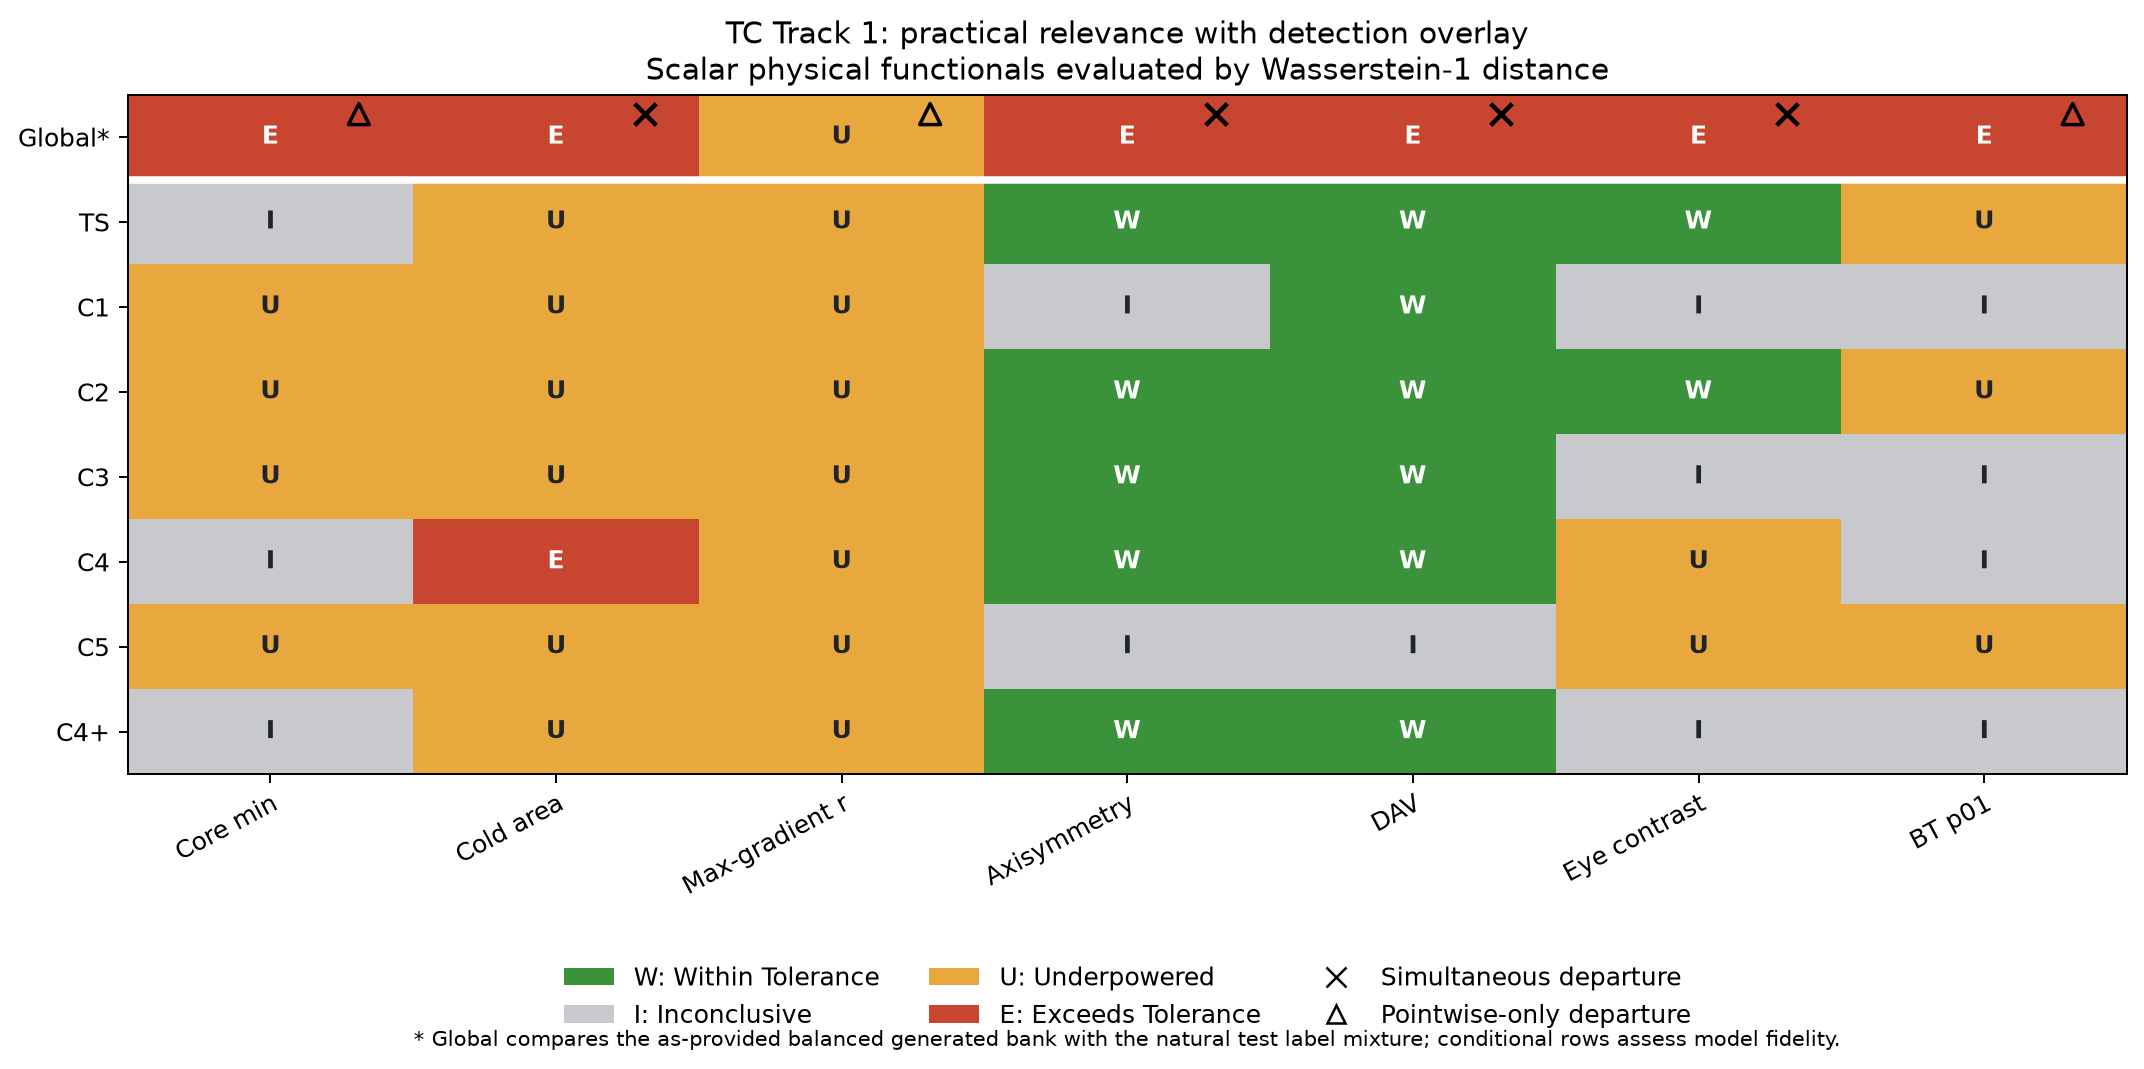 TC Track 1: practical relevance with detection overlay
Scalar physical functionals evaluated by Wasserstein-1 distance
Global* E E U E E E E
TS I U U W W W U
C1 U U U I W I I
C2 U U U W W W U
C3 U U U W W I I
C4 I E U W W U I
C5 U U U I I U U
C4+ I U U W W I I
Core min Cold area Max-gradient r Axisymmetry DAV Eye contrast BT p01
W: Within Tolerance U: Underpowered Simultaneous departure
I: Inconclusive E: Exceeds Tolerance Pointwise-only departure
* Global compares the as-provided balanced generated bank with the natural test label mixture; conditional rows assess model fidelity.